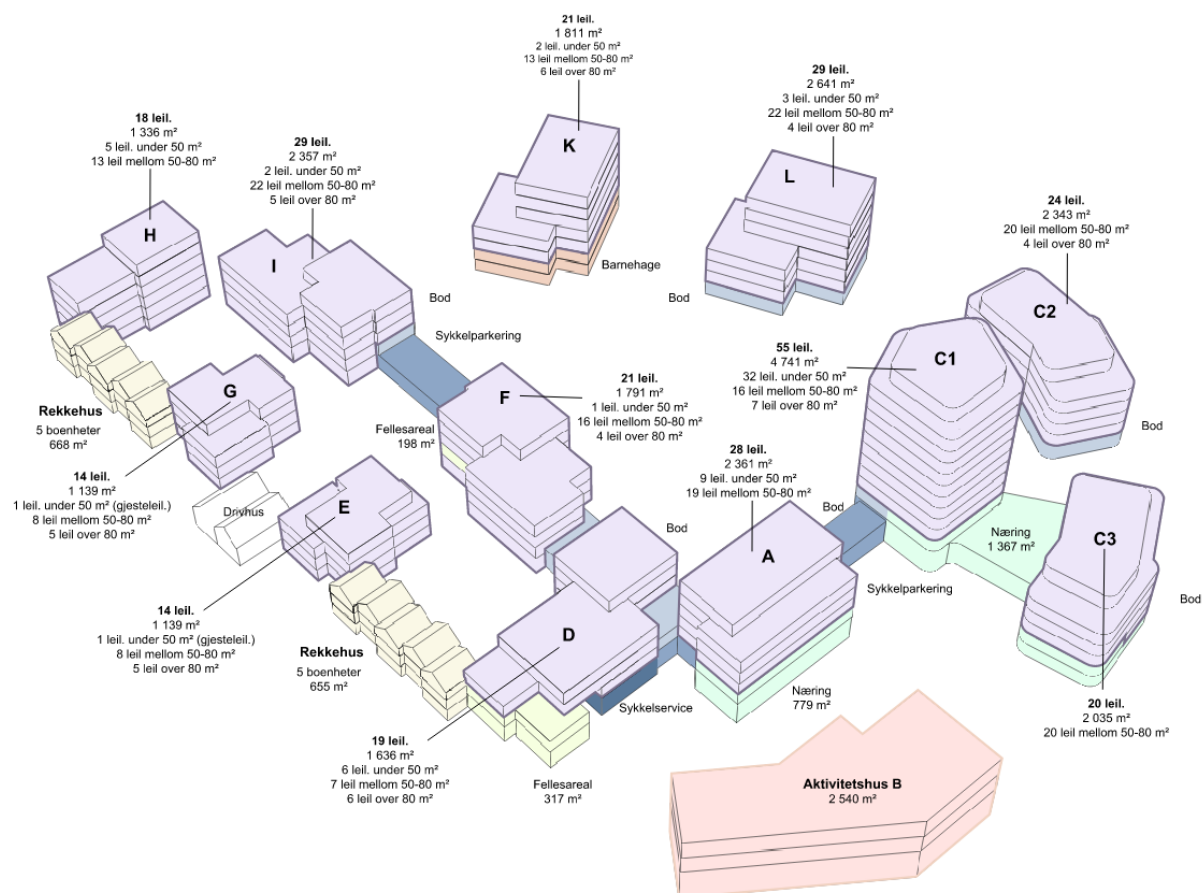 21 leil.
1 811 m²
2 leil. under 50 m²
13 leil mellom 50-80 m²
6 leil over 80 m²
K
Barnehage
29 leil.
2 641 m²
3 leil. under 50 m²
22 leil mellom 50-80 m²
4 leil over 80 m²
L
Bod
18 leil.
1 336 m²
5 leil. under 50 m²
13 leil mellom 50-80 m²
H
29 leil.
2 357 m²
2 leil. under 50 m²
22 leil mellom 50-80 m²
5 leil over 80 m²
I
Bod
Sykkelparkering
24 leil.
2 343 m²
20 leil mellom 50-80 m²
4 leil over 80 m²
C2
Bod
55 leil.
4 741 m²
32 leil. under 50 m²
16 leil mellom 50-80 m²
7 leil over 80 m²
C1
G
Rekkehus
5 boenheter
668 m²
14 leil.
1 139 m²
1 leil. under 50 m² (gjesteleil.)
8 leil mellom 50-80 m²
5 leil over 80 m²
Drivhus
F
21 leil.
1 791 m²
1 leil. under 50 m²
16 leil mellom 50-80 m²
4 leil over 80 m²
Fellesareal
198 m²
28 leil.
2 361 m²
9 leil. under 50 m²
19 leil mellom 50-80 m²
A
Bod
Bod
Sykkelparkering
Næring
1 367 m²
C3
Bod
20 leil.
2 035 m²
20 leil mellom 50-80 m²
E
14 leil.
1 139 m²
1 leil. under 50 m² (gjesteleil.)
8 leil mellom 50-80 m²
5 leil over 80 m²
Rekkehus
5 boenheter
655 m²
D
19 leil.
1 636 m²
6 leil. under 50 m²
7 leil mellom 50-80 m²
6 leil over 80 m²
Sykkelservice
Fellesareal
317 m²
Næring
779 m²
Aktivitetshus B
2 540 m²